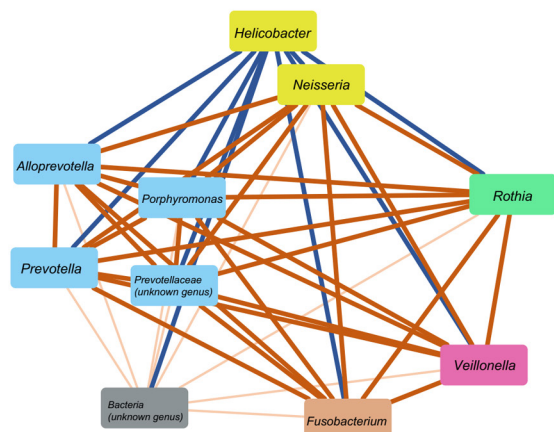 Helicobacter
Neisseria
Alloprevotella
Porphyromonas
Rothia
Prevotella
Prevotellaceae
(unknown genus)
Veillonella
Bacteria
(unknown genus)
Fusobacterium